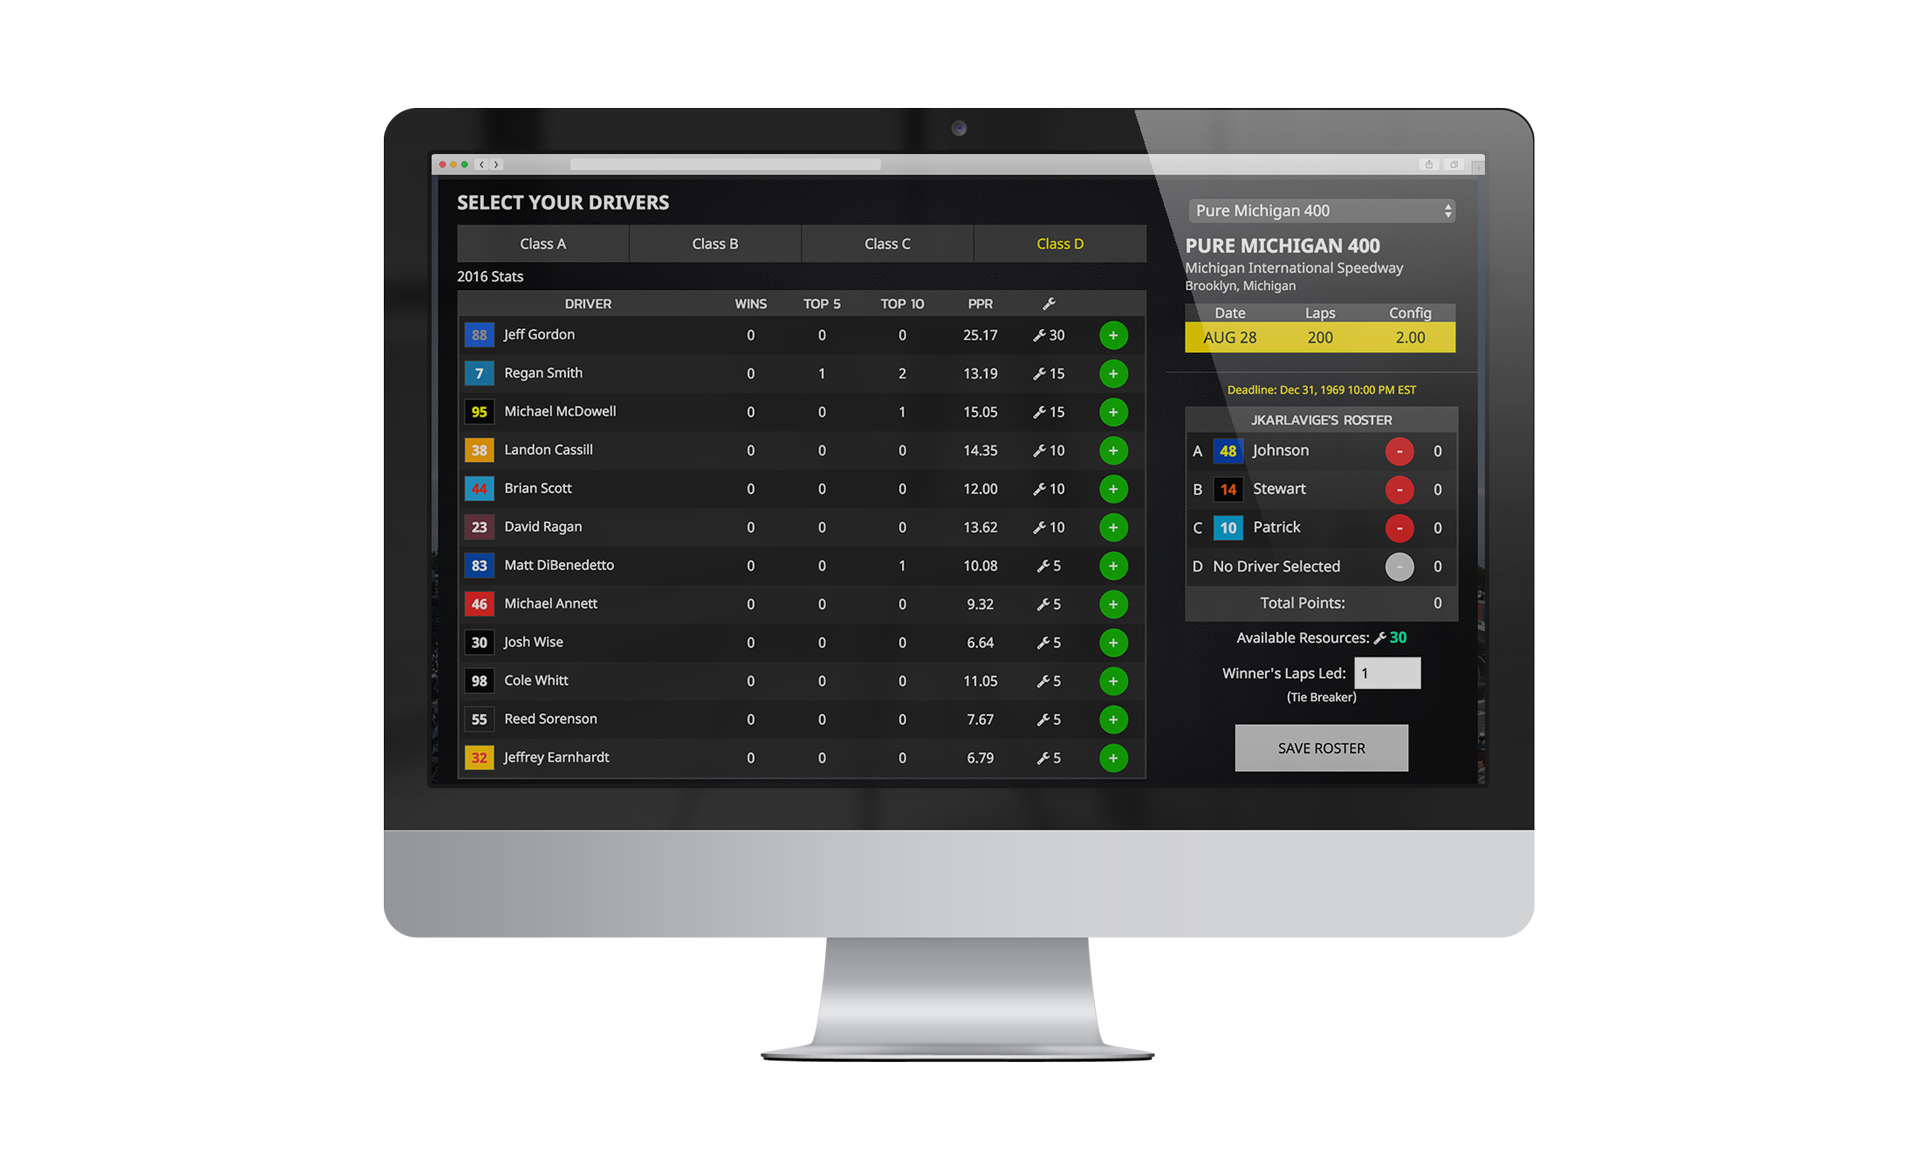 SELECT YOUR DRIVERS
Class A Class B Class C Class D
2016 Stats
DRIVER WINS TOP 5 TOP 10 PPR
88 Jeff Gordon 0 0 0 25.17 30 +
7 Regan Smith 0 1 2 13.19 15 +
95 Michael McDowell 0 0 1 15.05 15 +
38 Landon Cassill 0 0 0 14.35 10 +
44 Brian Scott 0 0 0 12.00 10 +
23 David Ragan 0 0 0 13.62 10 +
83 Matt DiBenedetto 0 0 1 10.08 5 +
46 Michael Annett 0 0 0 9.32 5 +
30 Josh Wise 0 0 0 6.64 5 +
98 Cole Whitt 0 0 0 11.05 5 +
55 Reed Sorenson 0 0 0 7.67 5 +
32 Jeffrey Earnhardt 0 0 0 6.79 5 +
Pure Michigan 400
PURE MICHIGAN 400
Michigan International Speedway
Brooklyn, Michigan
Date Laps Config
AUG 28 200 2.00
Deadline: Dec 31, 1969 10:00 PM EST
JKARLAVIGE'S ROSTER
A 48 Johnson - 0
B 14 Stewart - 0
C 10 Patrick - 0
D No Driver Selected - 0
Total Points: 0
Available Resources: 30
Winner's Laps Led: 1
(Tie Breaker)
SAVE ROSTER